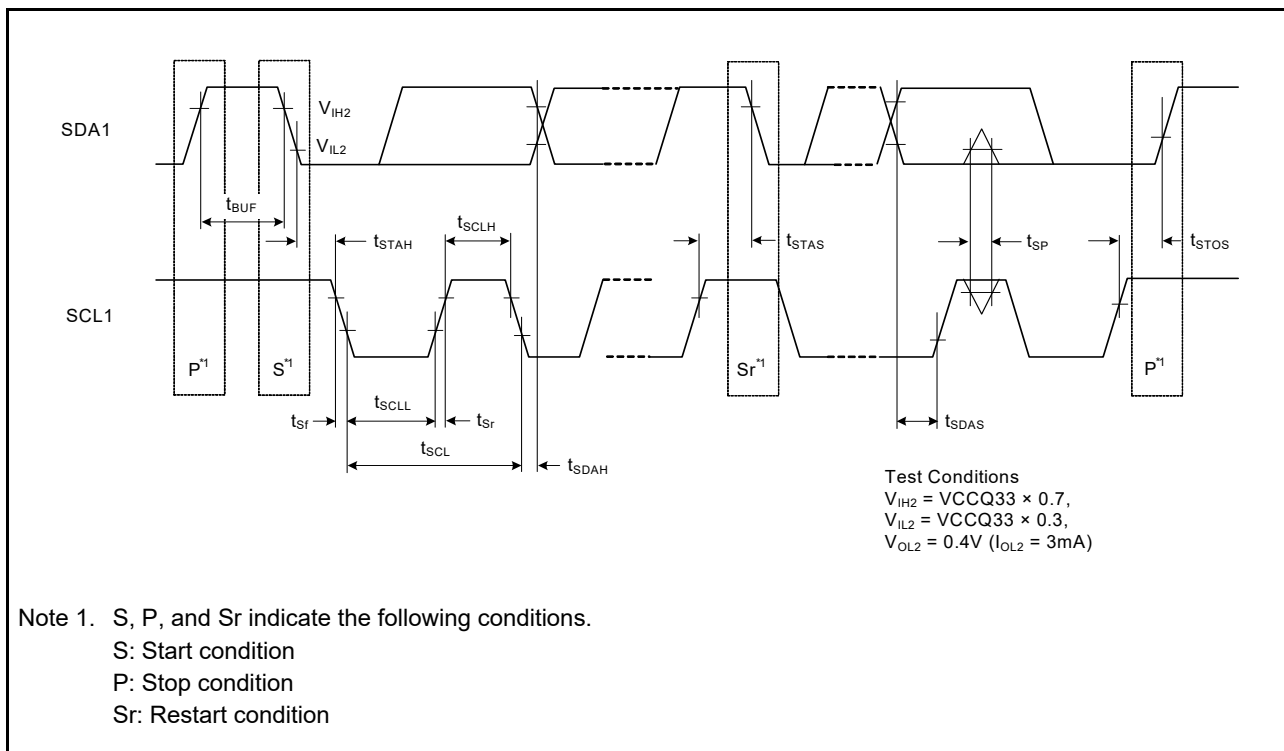 SDA1
V_IH2
V_IL2
t_BUF
t_STAH
t_SCLH
t_STAS
t_SP
t_STOS
SCL1
P*1
S*1
Sr*1
P*1
t_Sf
t_SCLL
t_Sr
t_SCL
t_SDAH
t_SDAS
Test Conditions
V_IH2 = VCCQ33 × 0.7,
V_IL2 = VCCQ33 × 0.3,
V_OL2 = 0.4V (I_OL2 = 3mA)
Note 1. S, P, and Sr indicate the following conditions.
S: Start condition
P: Stop condition
Sr: Restart condition